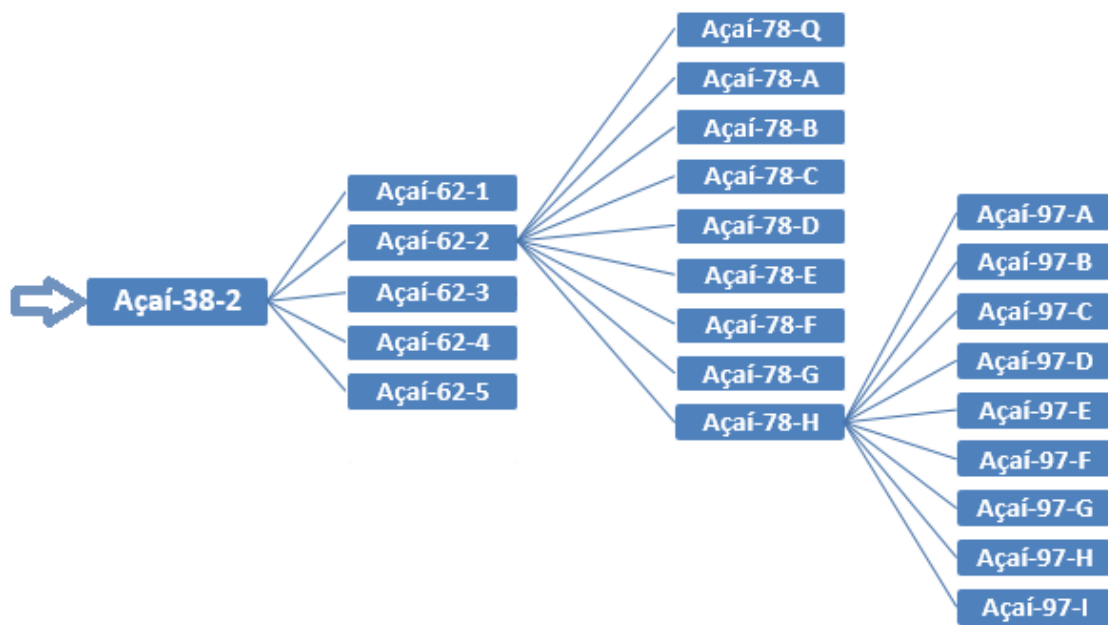 Açaí-38-2
Açaí-62-1
Açaí-62-2
Açaí-62-3
Açaí-62-4
Açaí-62-5
Açaí-78-Q
Açaí-78-A
Açaí-78-B
Açaí-78-C
Açaí-78-D
Açaí-78-E
Açaí-78-F
Açaí-78-G
Açaí-78-H
Açaí-97-A
Açaí-97-B
Açaí-97-C
Açaí-97-D
Açaí-97-E
Açaí-97-F
Açaí-97-G
Açaí-97-H
Açaí-97-I